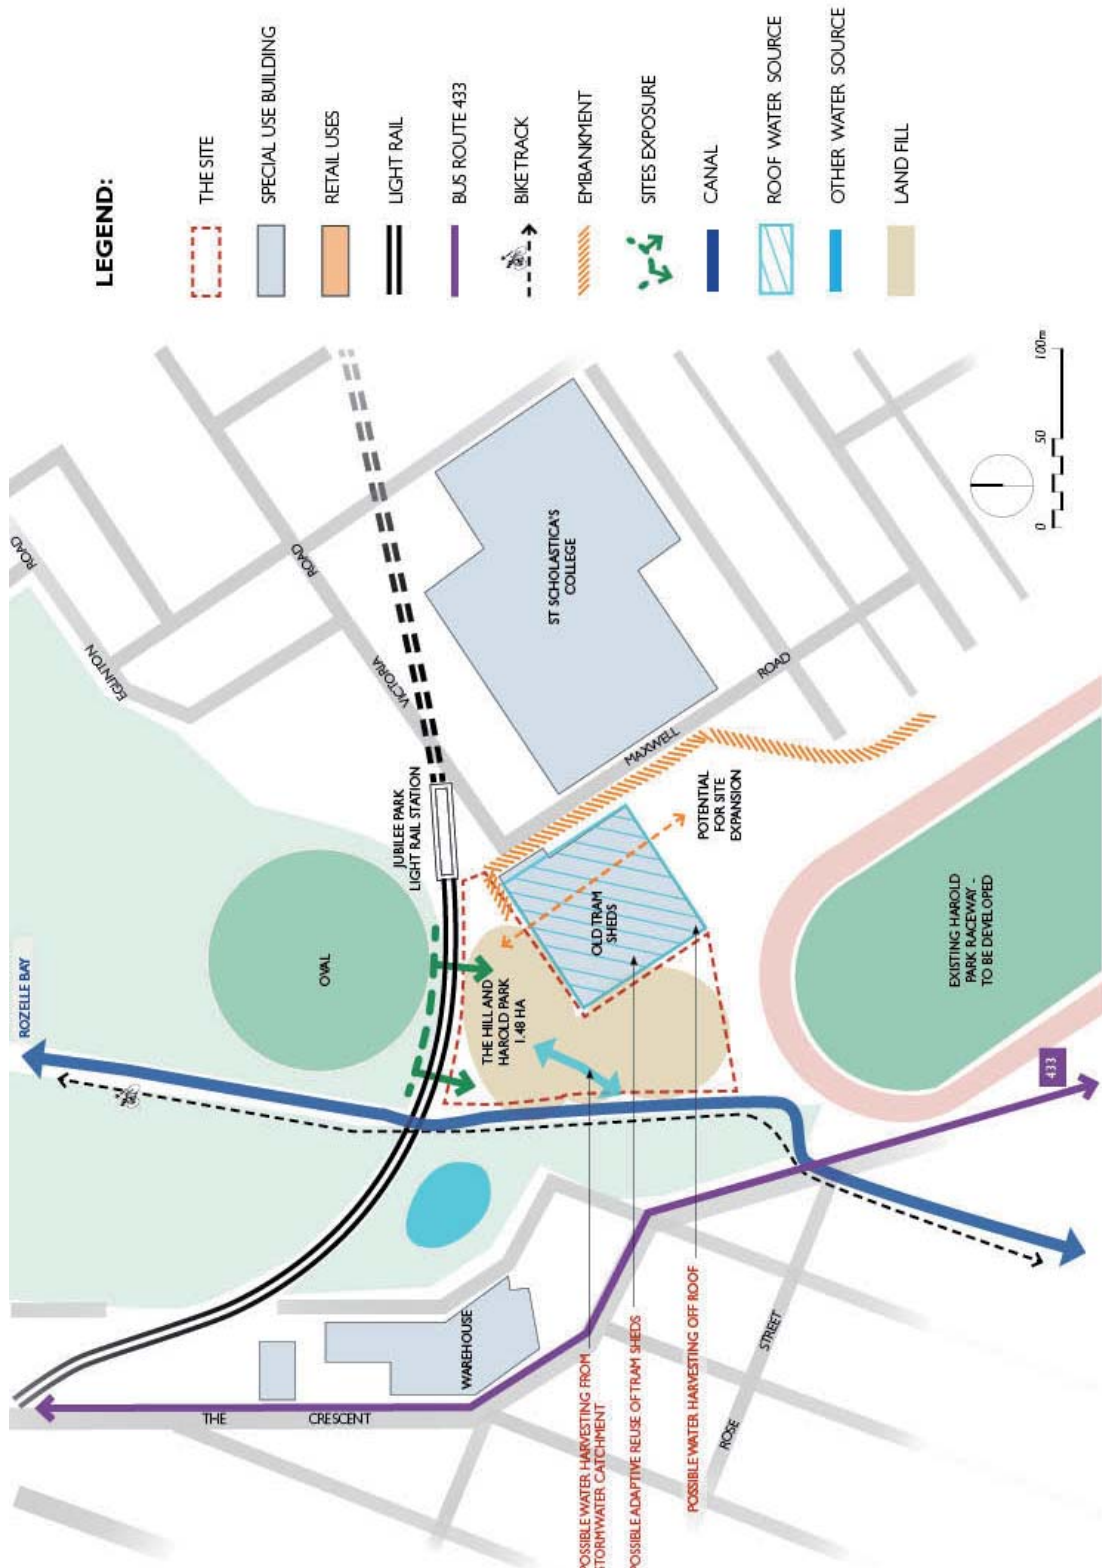 ROZELLE BAY
ROAD
EGLINTON
ROAD
VICTORIA
THE CRESCENT
OVAL
JUBILEE PARK
LIGHT RAIL STATION
WAREHOUSE
THE HILL AND
HAROLD PARK
1.48 HA
OLD TRAM
SHEDS
ST SCHOLASTICA'S
COLLEGE
MAXWELL
ROAD
POTENTIAL
FOR SITE
EXPANSION
POSSIBLE WATER HARVESTING FROM
STORMWATER CATCHMENT
POSSIBLE ADAPTIVE REUSE OF TRAM SHEDS
POSSIBLE WATER HARVESTING OFF ROOF
ROSE
STREET
EXISTING HAROLD
PARK RACEWAY -
TO BE DEVELOPED
433
0 50 100m
LEGEND:
THE SITE
SPECIAL USE BUILDING
RETAIL USES
LIGHT RAIL
BUS ROUTE 433
BIKE TRACK
EMBANKMENT
SITES EXPOSURE
CANAL
ROOF WATER SOURCE
OTHER WATER SOURCE
LAND FILL